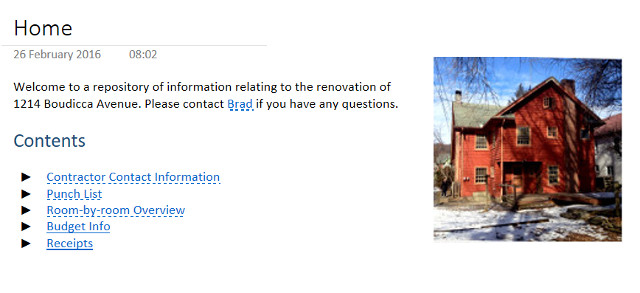 Home
26 February 2016 08:02
Welcome to a repository of information relating to the renovation of
1214 Boudicca Avenue. Please contact Brad if you have any questions.
Contents
► Contractor Contact Information
► Punch List
► Room-by-room Overview
► Budget Info
► Receipts